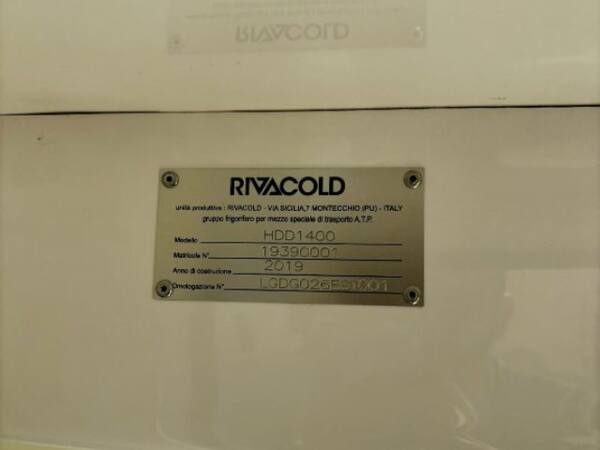 RIVACOLD
RIVACOLD
unità produttiva : RIVACOLD - VIA SICILIA,7 MONTECCHIO (PU) - ITALY
gruppo frigorifero per mezzo speciale di trasporto A.T.P.
Modello HDD1400
Matricola N° 19390001
Anno di costruzione 2019
Omologazione N°